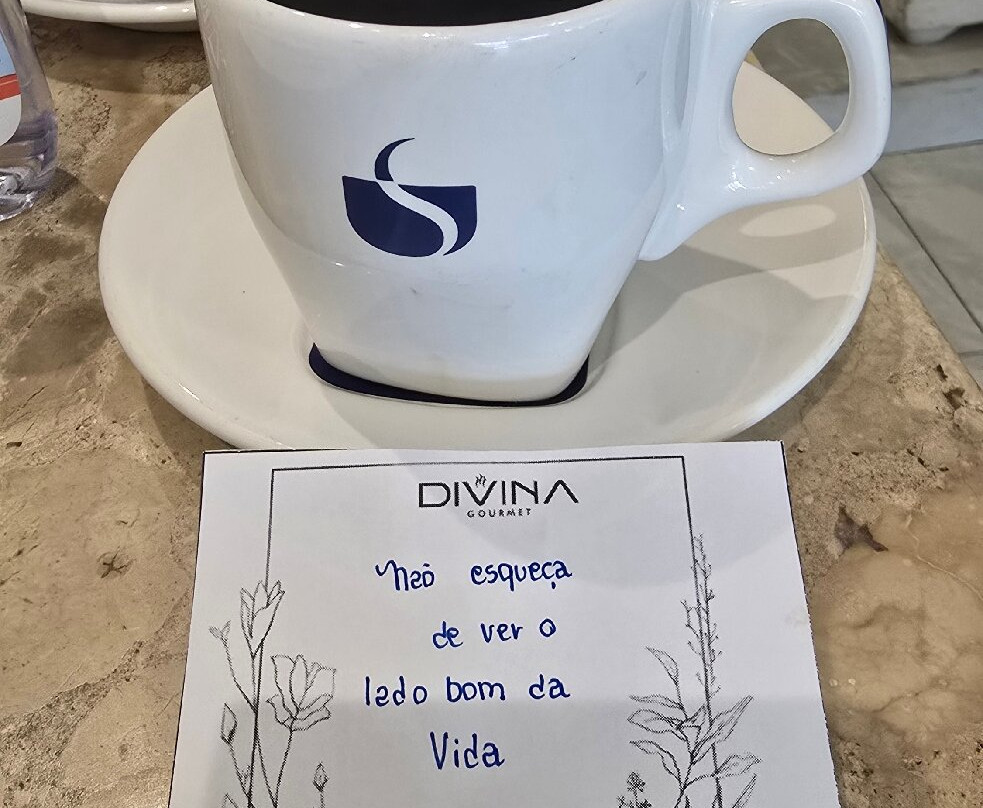 DIVINA
GOURMET
Não esqueça
de ver o
lado bom da
Vida